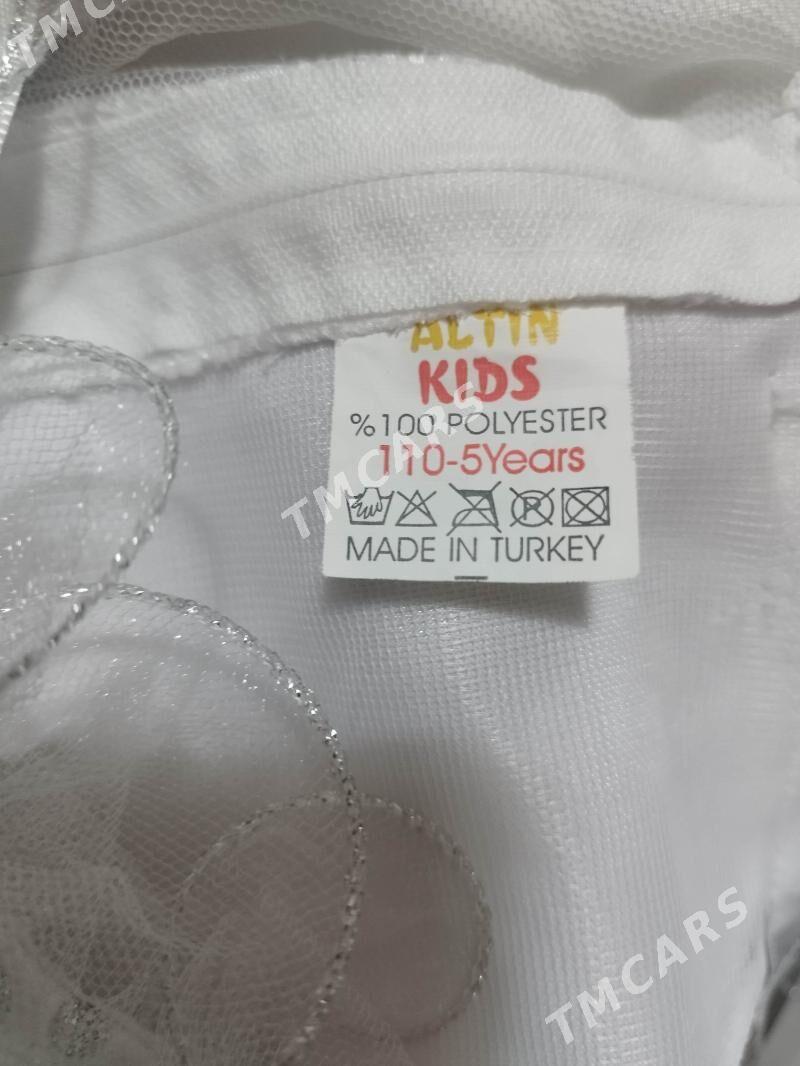 TMCARS
ALTIN
KIDS
%100 POLYESTER
110-5Years
TMCARS
MADE IN TURKEY
TMCARS